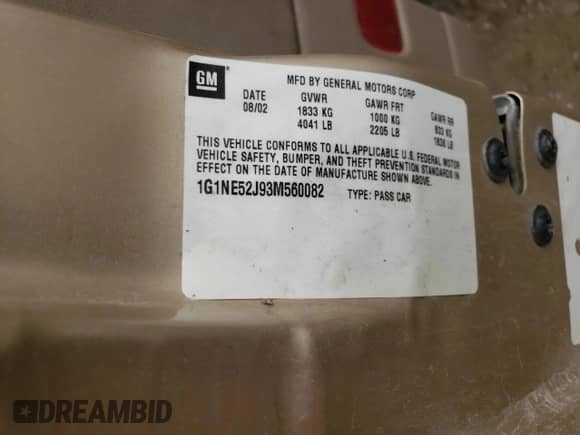 GM
®
MFD BY GENERAL MOTORS CORP
DATE GVWR GAWR FRT GAWR RR
08/02 1833 KG 1000 KG 833 KG
4041 LB 2205 LB 1836 LB
THIS VEHICLE CONFORMS TO ALL APPLICABLE U.S. FEDERAL MOTOR
VEHICLE SAFETY, BUMPER, AND THEFT PREVENTION STANDARDS IN
EFFECT ON THE DATE OF MANUFACTURE SHOWN ABOVE.
1G1NE52J93M560082 TYPE: PASS CAR
DREAMBID